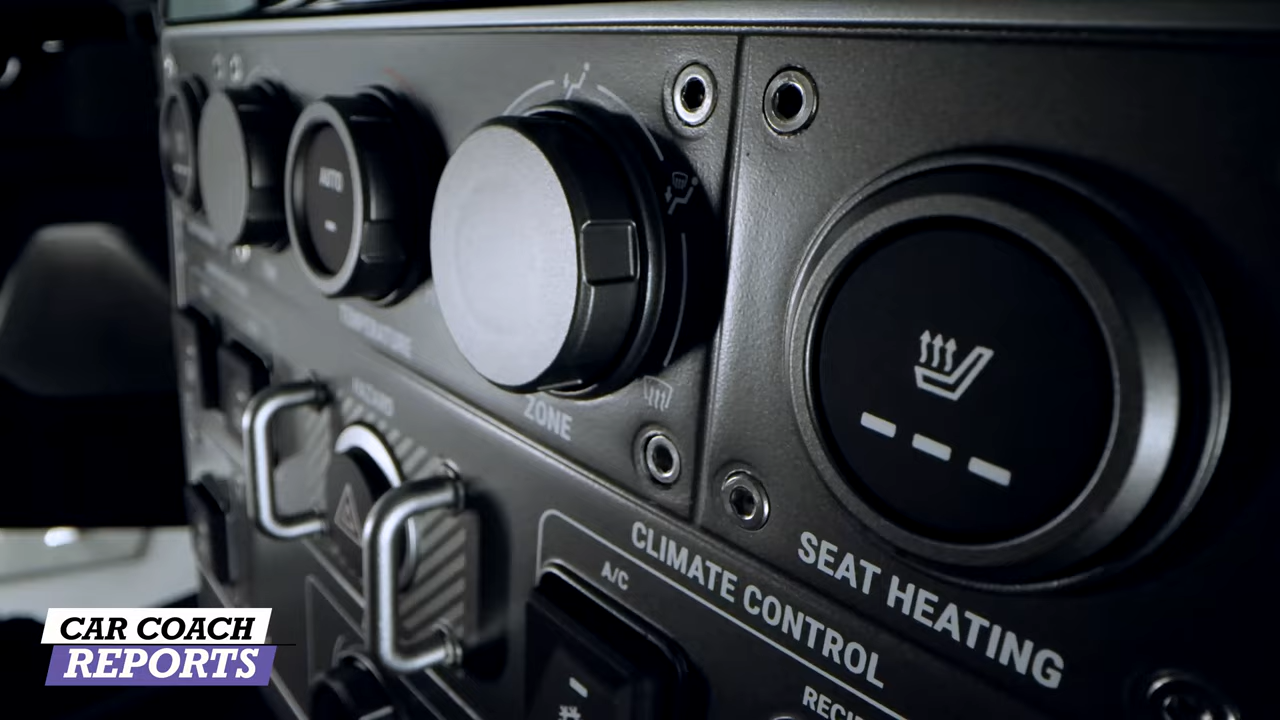 AUTO
TEMPERATURE
ZONE
HAZARD
SEAT HEATING
CLIMATE CONTROL
A/C
CAR COACH
REPORTS